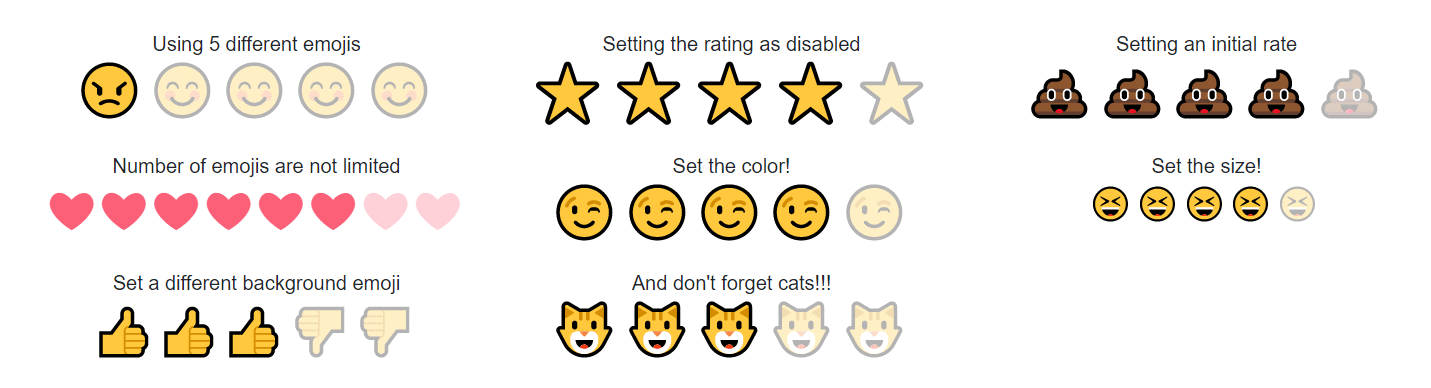 Using 5 different emojis
Setting the rating as disabled
Setting an initial rate
Number of emojis are not limited
Set the color!
Set the size!
Set a different background emoji
And don't forget cats!!!